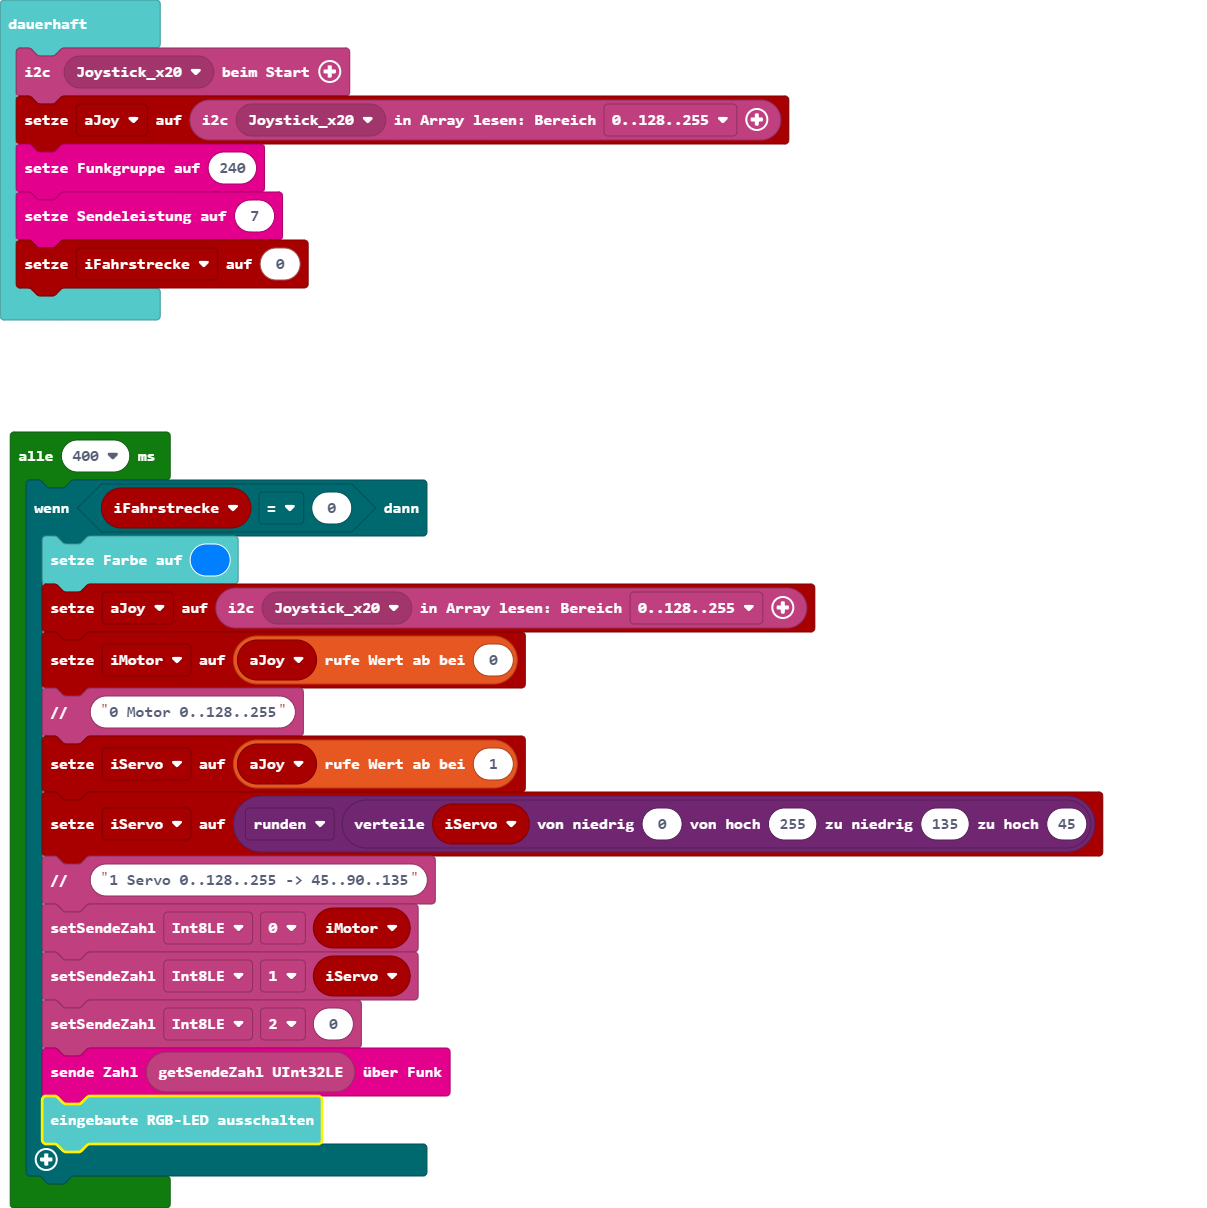 dauerhaft
i2c Joystick_x20 beim Start
setze aJoy auf i2c Joystick_x20 in Array lesen: Bereich 0..128..255
setze Funkgruppe auf 240
setze Sendeleistung auf 7
setze iFahrstrecke auf 0
alle 400 ms
wenn iFahrstrecke = 0 dann
setze Farbe auf
setze aJoy auf i2c Joystick_x20 in Array lesen: Bereich 0..128..255
setze iMotor auf aJoy rufe Wert ab bei 0
// "0 Motor 0..128..255"
setze iServo auf aJoy rufe Wert ab bei 1
setze iServo auf runden verteile iServo von niedrig 0 von hoch 255 zu niedrig 135 zu hoch 45
// "1 Servo 0..128..255 -> 45..90..135"
setSendeZahl Int8LE 0 iMotor
setSendeZahl Int8LE 1 iServo
setSendeZahl Int8LE 2 0
sende Zahl getSendeZahl UInt32LE über Funk
eingebaute RGB-LED ausschalten